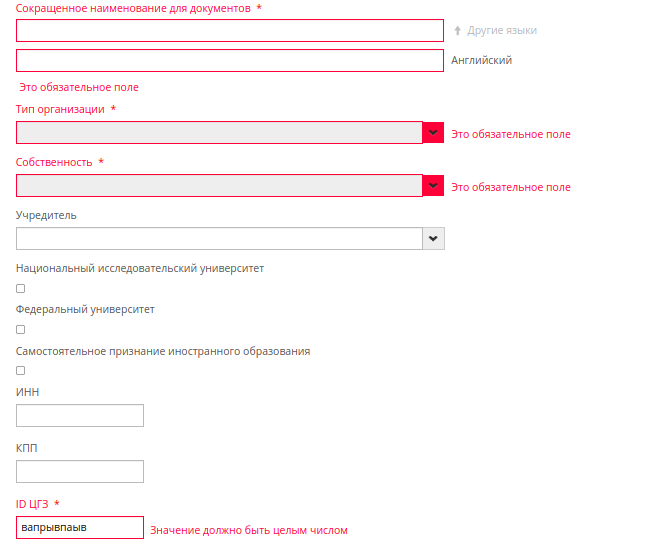 Сокращенное наименование для документов *
Другие языки
Английский
Это обязательное поле
Тип организации *
Это обязательное поле
Собственность *
Это обязательное поле
Учредитель
Национальный исследовательский университет
Федеральный университет
Самостоятельное признание иностранного образования
ИНН
КПП
ID ЦГЗ *
вапрывпаыв Значение должно быть целым числом